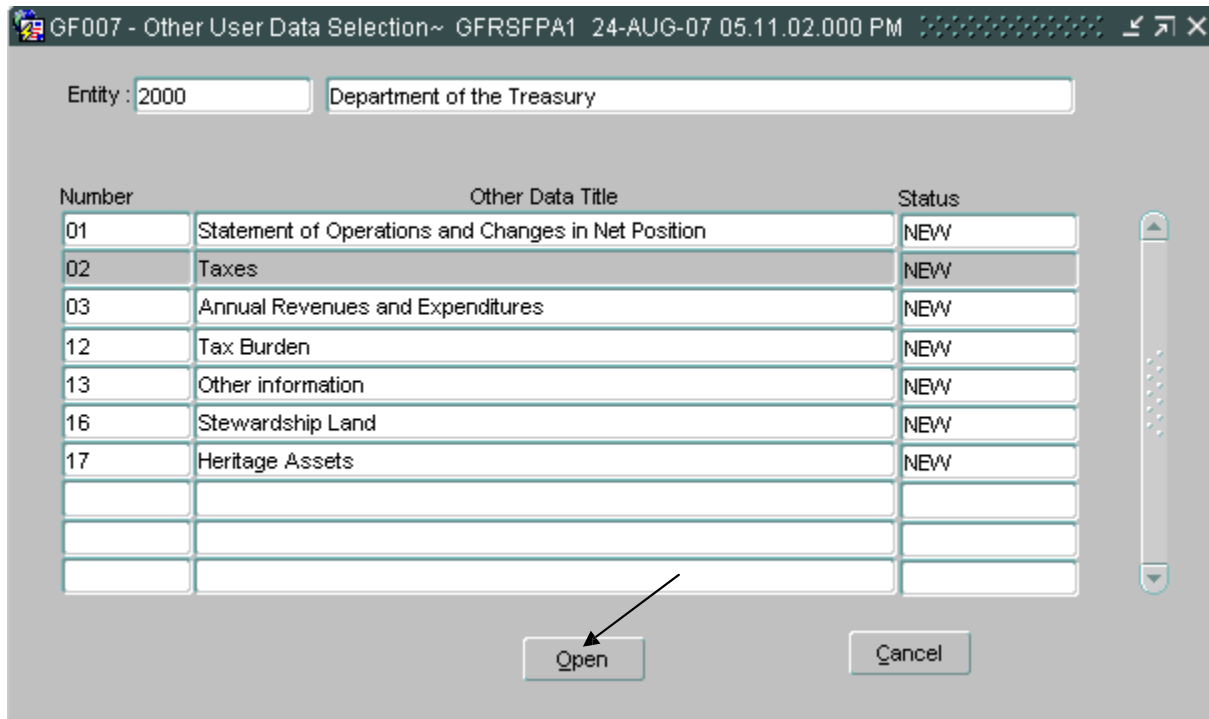 GF007 - Other User Data Selection~ GFRSFPA1 24-AUG-07 05.11.02.000 PM
Entity : 2000 Department of the Treasury
Number Other Data Title Status
01 Statement of Operations and Changes in Net Position NEW
02 Taxes NEW
03 Annual Revenues and Expenditures NEW
12 Tax Burden NEW
13 Other information NEW
16 Stewardship Land NEW
17 Heritage Assets NEW
Open Cancel